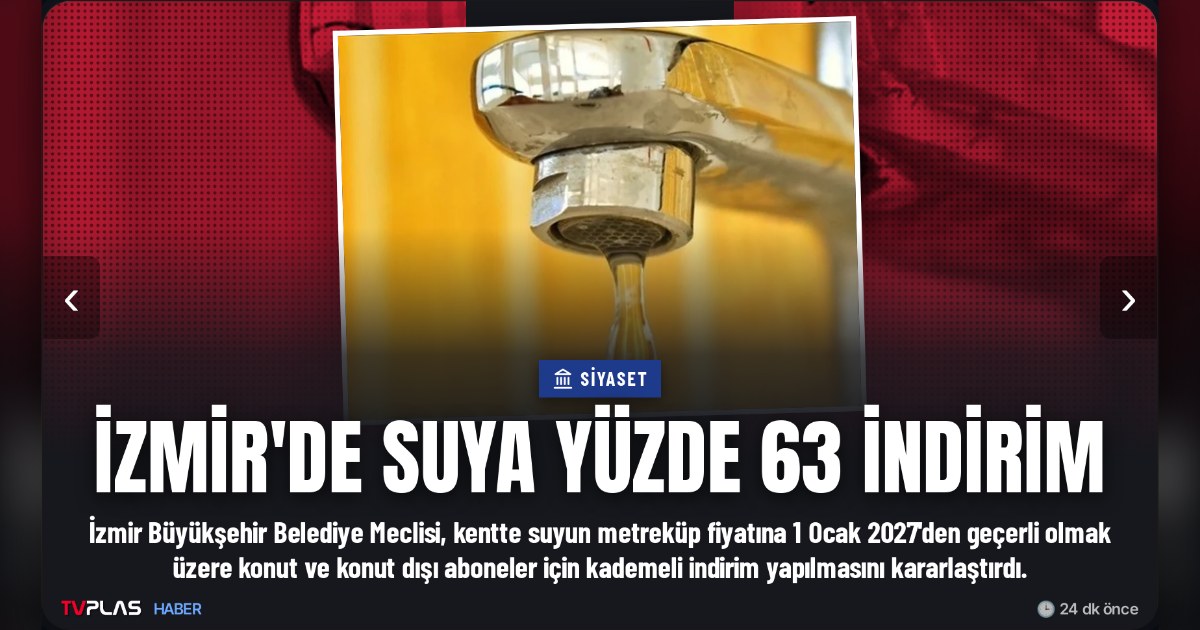 SİYASET
İZMİR'DE SUYA YÜZDE 63 İNDİRİM
İzmir Büyükşehir Belediye Meclisi, kentte suyun metreküp fiyatına 1 Ocak 2027'den geçerli olmak
üzere konut ve konut dışı aboneler için kademeli indirim yapılmasını kararlaştırdı.
TVPLAS HABER
24 dk önce